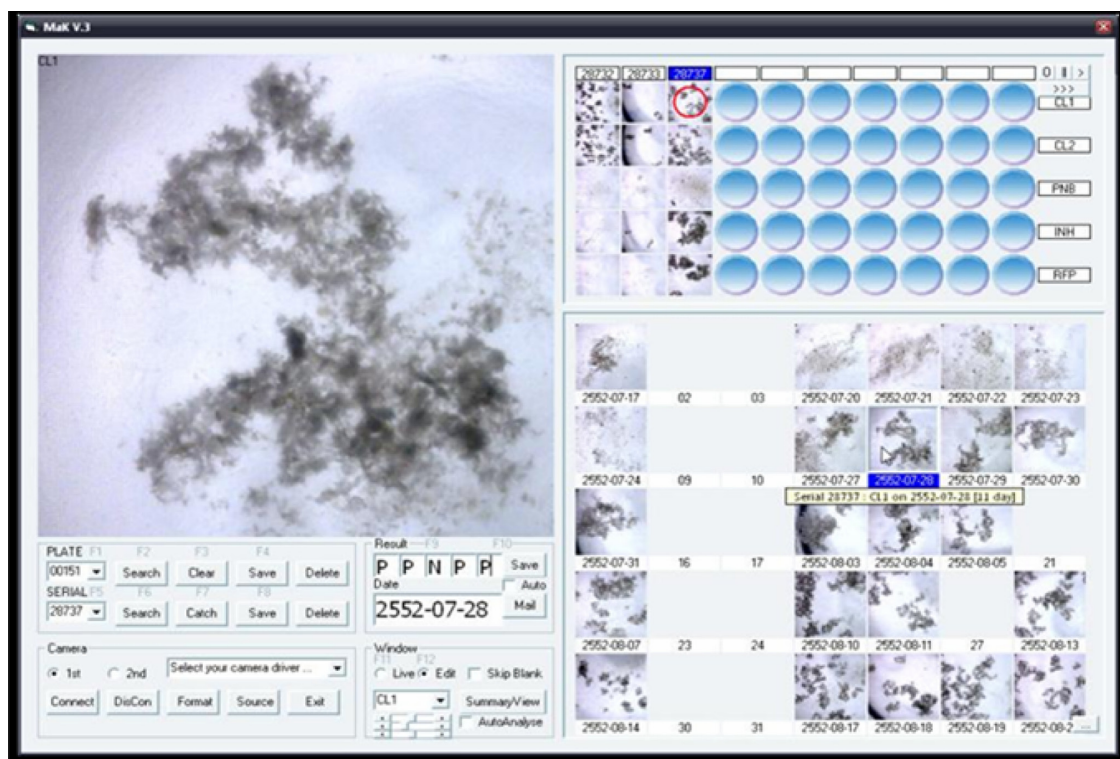 MaK V.3
CL1
28732 28733 28737
0 || >
>>>
CL1
CL2
PNB
INH
RFP
2552-07-17 02 03 2552-07-20 2552-07-21 2552-07-22 2552-07-23
2552-07-24 09 10 2552-07-27 2552-07-28 2552-07-29 2552-07-30
Serial 28737 : CL1 on 2552-07-28 [11 day]
2552-07-31 16 17 2552-08-03 2552-08-04 2552-08-05 21
2552-08-07 23 24 2552-08-10 2552-08-11 27 2552-08-13
2552-08-14 30 31 2552-08-17 2552-08-18 2552-08-19 2552-08-2 ...
PLATE F1 F2 F3 F4
00151 Search Clear Save Delete
SERIAL F5 F6 F7 F8
28737 Search Catch Save Delete
Result F9 F10
P P N P P Save
Date Auto
2552-07-28 Mail
Camera
1st 2nd Select your camera driver ...
Connect DisCon Format Source Exit
Window
F11 F12
Live Edit Skip Blank
CL1 SummaryView
AutoAnalyse